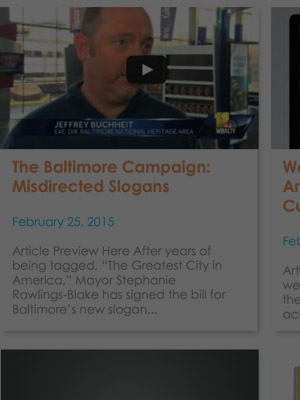 JEFFREY BUCHHEIT
EXE. DIR BALTIMORE NATIONAL HERITAGE AREA
WBALTV
The Baltimore Campaign:
Misdirected Slogans
February 25, 2015
Article Preview Here After years of
being tagged, “The Greatest City in
America,” Mayor Stephanie
Rawlings-Blake has signed the bill for
Baltimore’s new slogan...